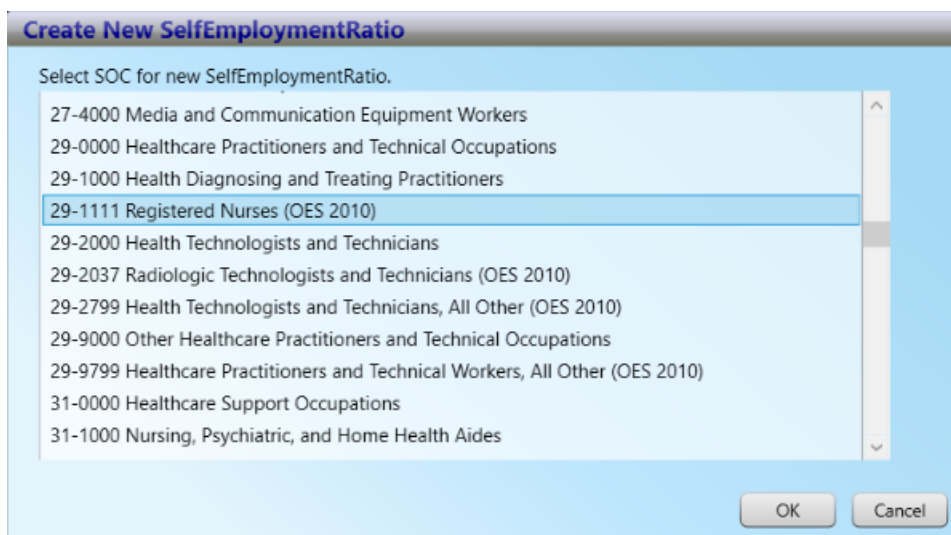 Create New SelfEmploymentRatio
Select SOC for new SelfEmploymentRatio.
27-4000 Media and Communication Equipment Workers
29-0000 Healthcare Practitioners and Technical Occupations
29-1000 Health Diagnosing and Treating Practitioners
29-1111 Registered Nurses (OES 2010)
29-2000 Health Technologists and Technicians
29-2037 Radiologic Technologists and Technicians (OES 2010)
29-2799 Health Technologists and Technicians, All Other (OES 2010)
29-9000 Other Healthcare Practitioners and Technical Occupations
29-9799 Healthcare Practitioners and Technical Workers, All Other (OES 2010)
31-0000 Healthcare Support Occupations
31-1000 Nursing, Psychiatric, and Home Health Aides
OK Cancel